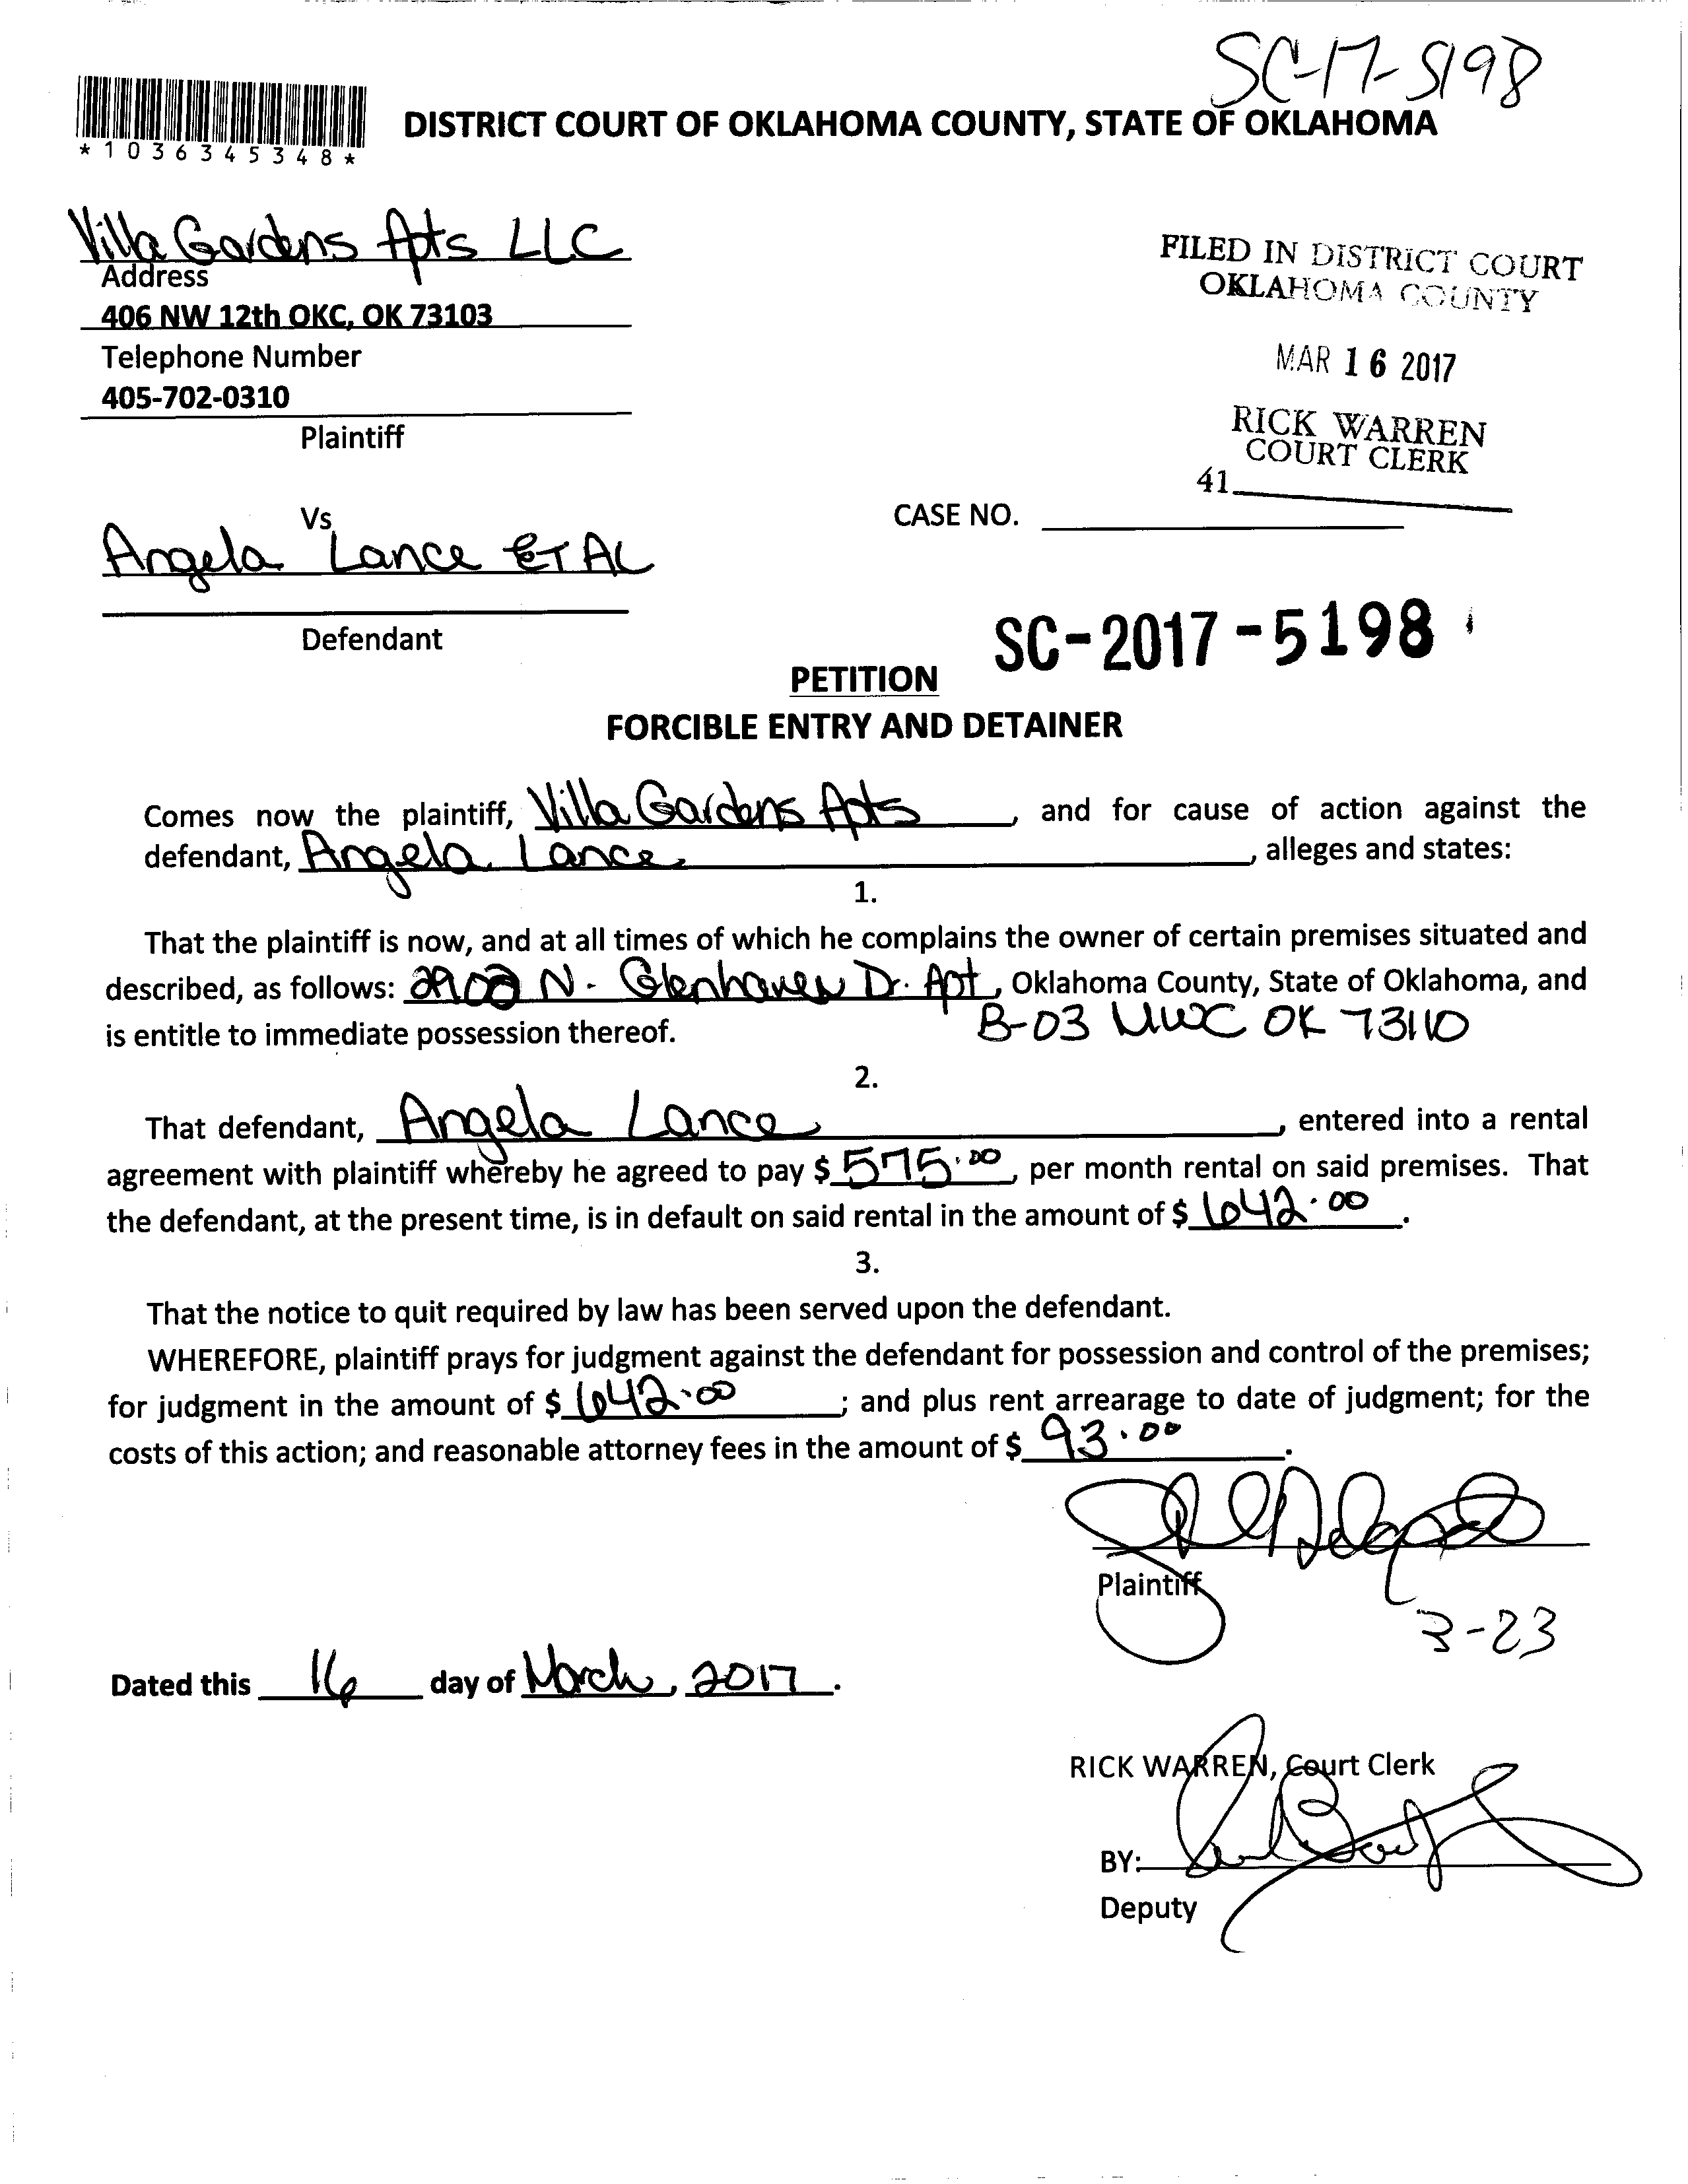 SC-17-5198
*1036345348*
DISTRICT COURT OF OKLAHOMA COUNTY, STATE OF OKLAHOMA
Villa Gardens Apts LLC
Address
406 NW 12th OKC, OK 73103
Telephone Number
405-702-0310
Plaintiff
FILED IN DISTRICT COURT
OKLAHOMA COUNTY
MAR 16 2017
RICK WARREN
COURT CLERK
41
Vs
Angela Lance ET AL
Defendant
CASE NO.
SC-2017-5198
PETITION
FORCIBLE ENTRY AND DETAINER
Comes now the plaintiff, Villa Gardens Apts, and for cause of action against the
defendant, Angela Lance, alleges and states:
1.
That the plaintiff is now, and at all times of which he complains the owner of certain premises situated and
described, as follows: 2902 N. Glenhaven Dr. Apt, Oklahoma County, State of Oklahoma, and
B-03 MWC OK 73110
is entitle to immediate possession thereof.
2.
That defendant, Angela Lance, entered into a rental
agreement with plaintiff whereby he agreed to pay $ 575.00, per month rental on said premises. That
the defendant, at the present time, is in default on said rental in the amount of $ 642.00.
3.
That the notice to quit required by law has been served upon the defendant.
WHEREFORE, plaintiff prays for judgment against the defendant for possession and control of the premises;
for judgment in the amount of $ 642.00; and plus rent arrearage to date of judgment; for the
costs of this action; and reasonable attorney fees in the amount of $ 93.00.
Plaintiff
3-23
Dated this 16 day of March, 2017.
RICK WARREN, Court Clerk
BY:
Deputy